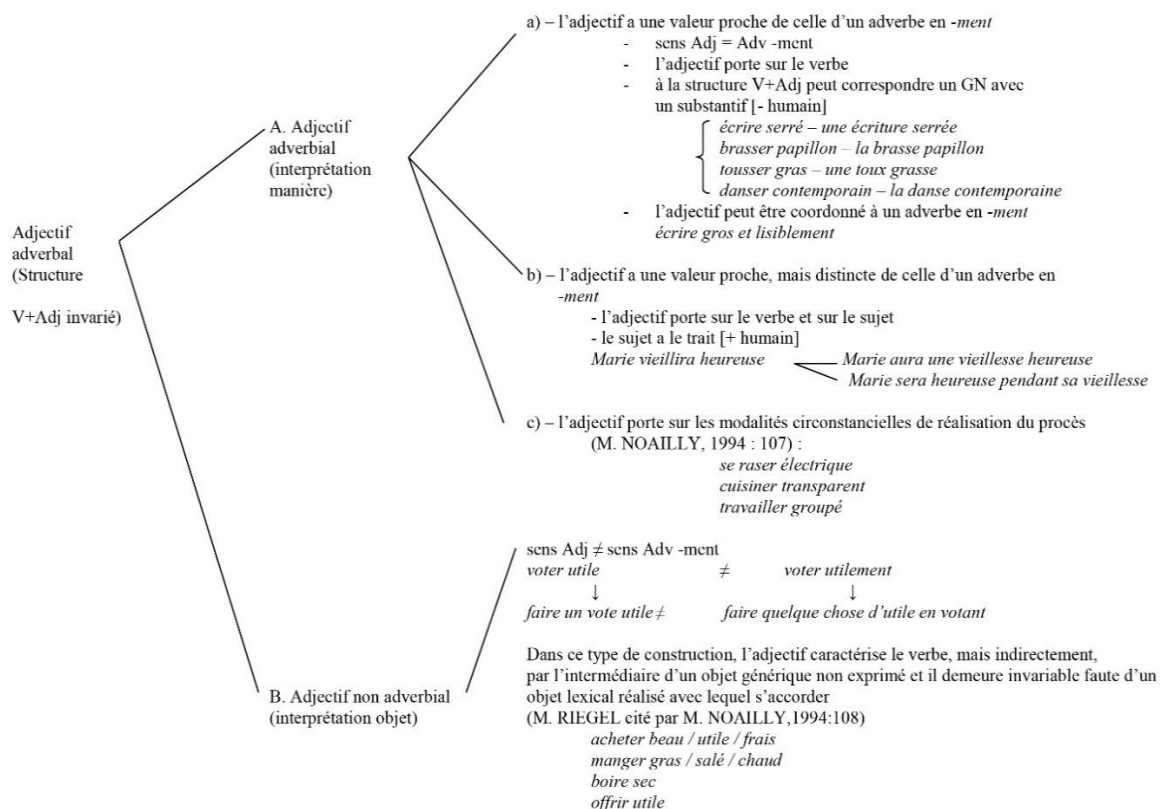 a) – l’adjectif a une valeur proche de celle d’un adverbe en -ment
- sens Adj = Adv -ment
- l’adjectif porte sur le verbe
- à la structure V+Adj peut correspondre un GN avec
un substantif [- humain]
écrire serré – une écriture serrée
brasser papillon – la brasse papillon
tousser gras – une toux grasse
danser contemporain – la danse contemporaine
- l’adjectif peut être coordonné à un adverbe en -ment
écrire gros et lisiblement
A. Adjectif
adverbial
(interprétation
manière)
Adjectif
adverbal
(Structure
V+Adj invarié)
b) – l’adjectif a une valeur proche, mais distincte de celle d’un adverbe en
-ment
- l’adjectif porte sur le verbe et sur le sujet
- le sujet a le trait [+ humain]
Marie vieillira heureuse Marie aura une vieillesse heureuse
Marie sera heureuse pendant sa vieillesse
c) – l’adjectif porte sur les modalités circonstancielles de réalisation du procès
(M. NOAILLY, 1994 : 107) :
se raser électrique
cuisiner transparent
travailler groupé
B. Adjectif non adverbial
(interprétation objet)
sens Adj ≠ sens Adv -ment
voter utile ≠ voter utilement
↓ ↓
faire un vote utile ≠ faire quelque chose d’utile en votant
Dans ce type de construction, l’adjectif caractérise le verbe, mais indirectement,
par l’intermédiaire d’un objet générique non exprimé et il demeure invariable faute d’un
objet lexical réalisé avec lequel s’accorder
(M. RIEGEL cité par M. NOAILLY,1994:108)
acheter beau / utile / frais
manger gras / salé / chaud
boire sec
offrir utile